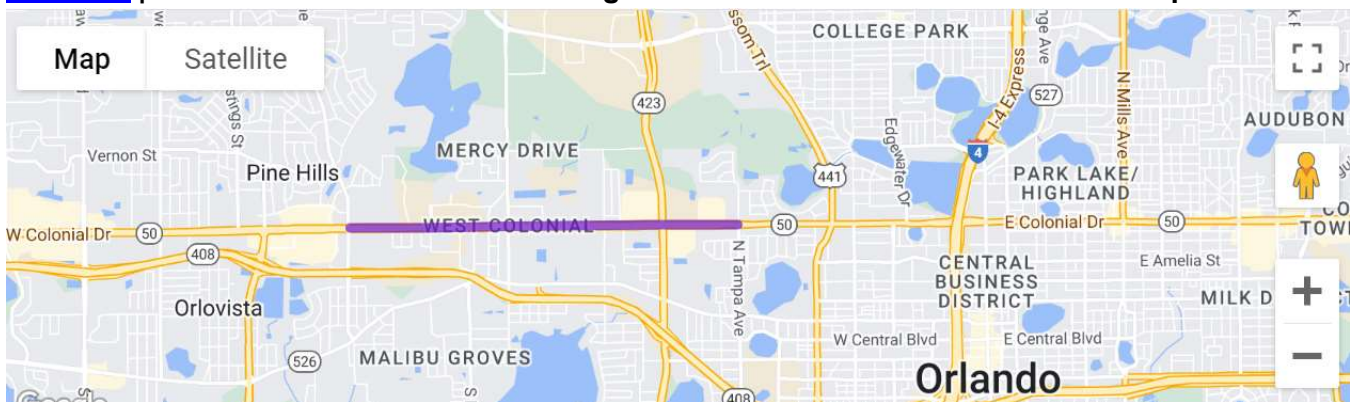 Map
Satellite
COLLEGE PARK
I-4 Express
527
N Mills Ave
AUDUBON
423
MERCY DRIVE
Vernon St
Pine Hills
Edgewater Dr
441
4
PARK LAKE/
HIGHLAND
W Colonial Dr
50
WEST COLONIAL
50
E Colonial Dr
50
408
N Tampa Ave
CENTRAL
BUSINESS
DISTRICT
E Amelia St
Orlovista
MILK D
W Central Blvd
E Central Blvd
526
MALIBU GROVES
Orlando
408
Google